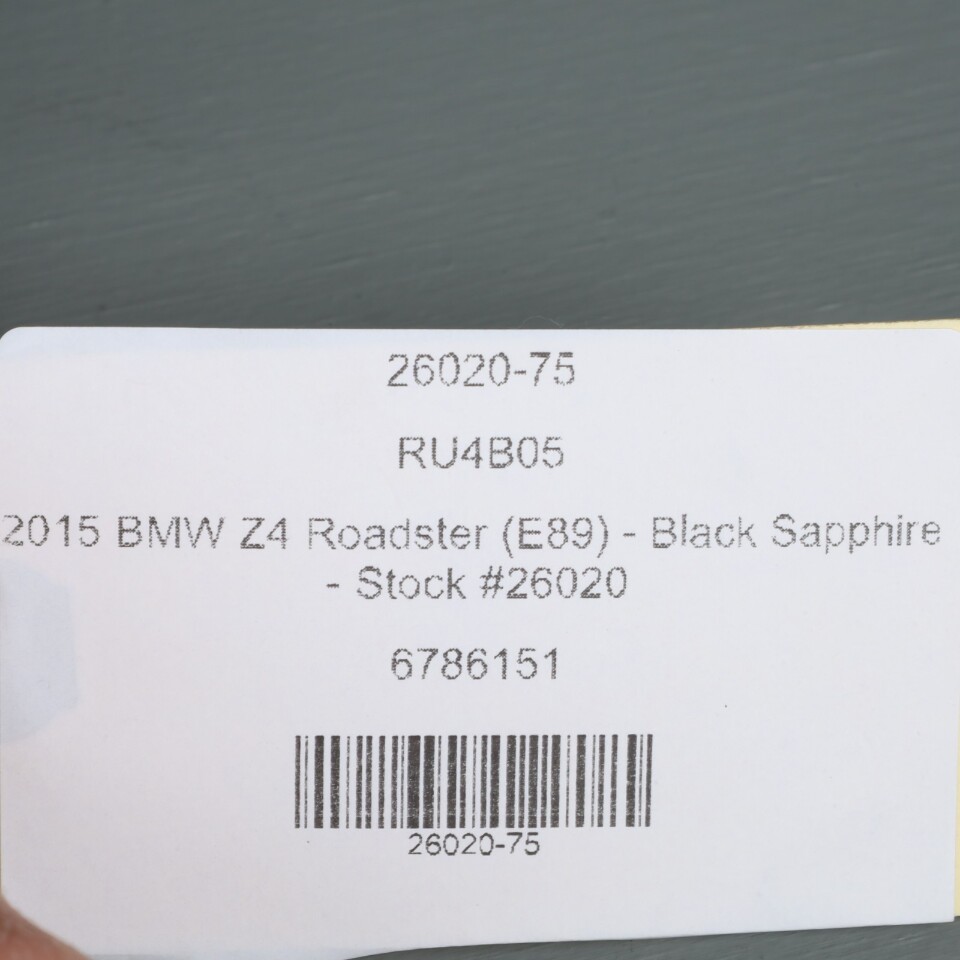 26020-75
RU4B05
2015 BMW Z4 Roadster (E89) - Black Sapphire
- Stock #26020
6786151
26020-75